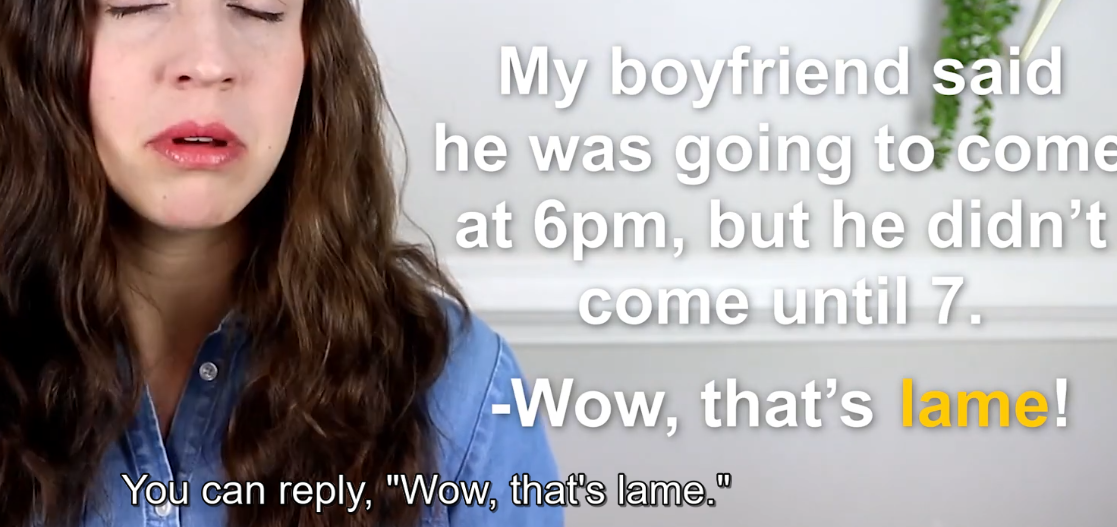 My boyfriend said
he was going to come
at 6pm, but he didn’t
come until 7.
-Wow, that’s lame!
You can reply, "Wow, that's lame."